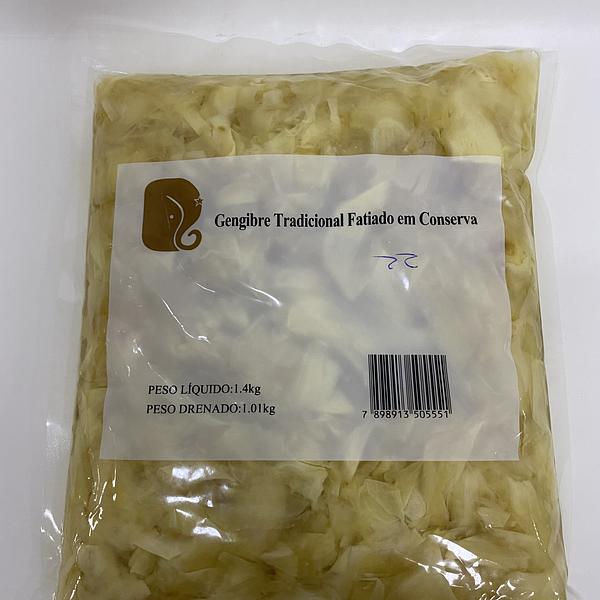 Gengibre Tradicional Fatiado em Conserva
PESO LÍQUIDO:1.4kg
PESO DRENADO:1.01kg
7 898913 505551